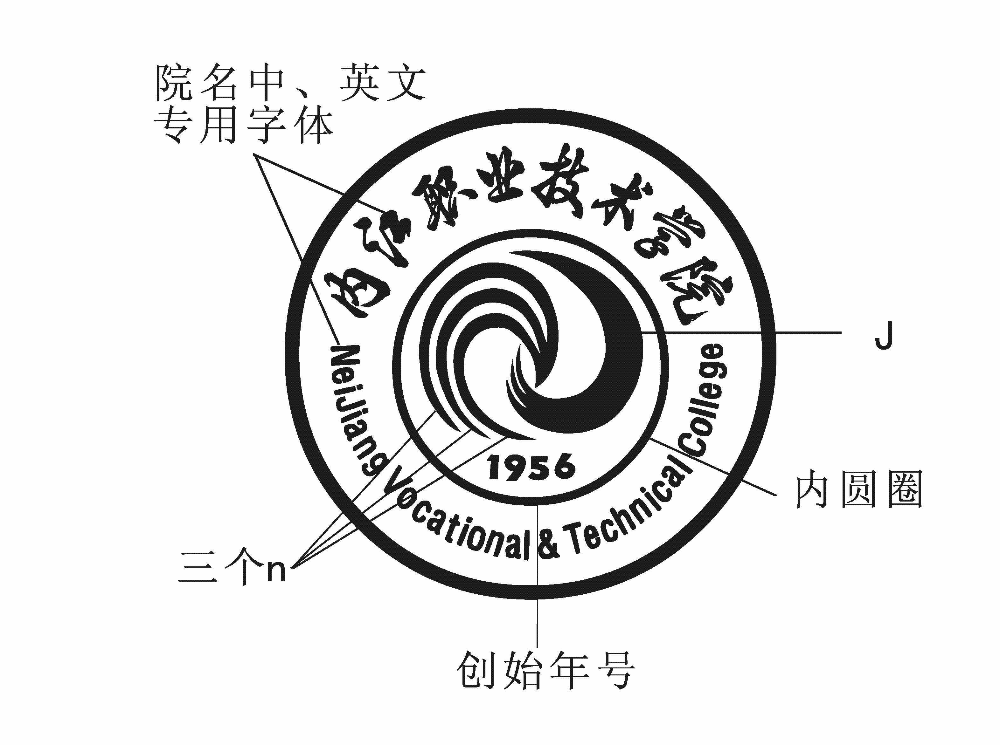 院名中、英文
专用字体
内江职业技术学院
J
Neijiang Vocational & Technical College
1956
内圆圈
三个n
创始年号